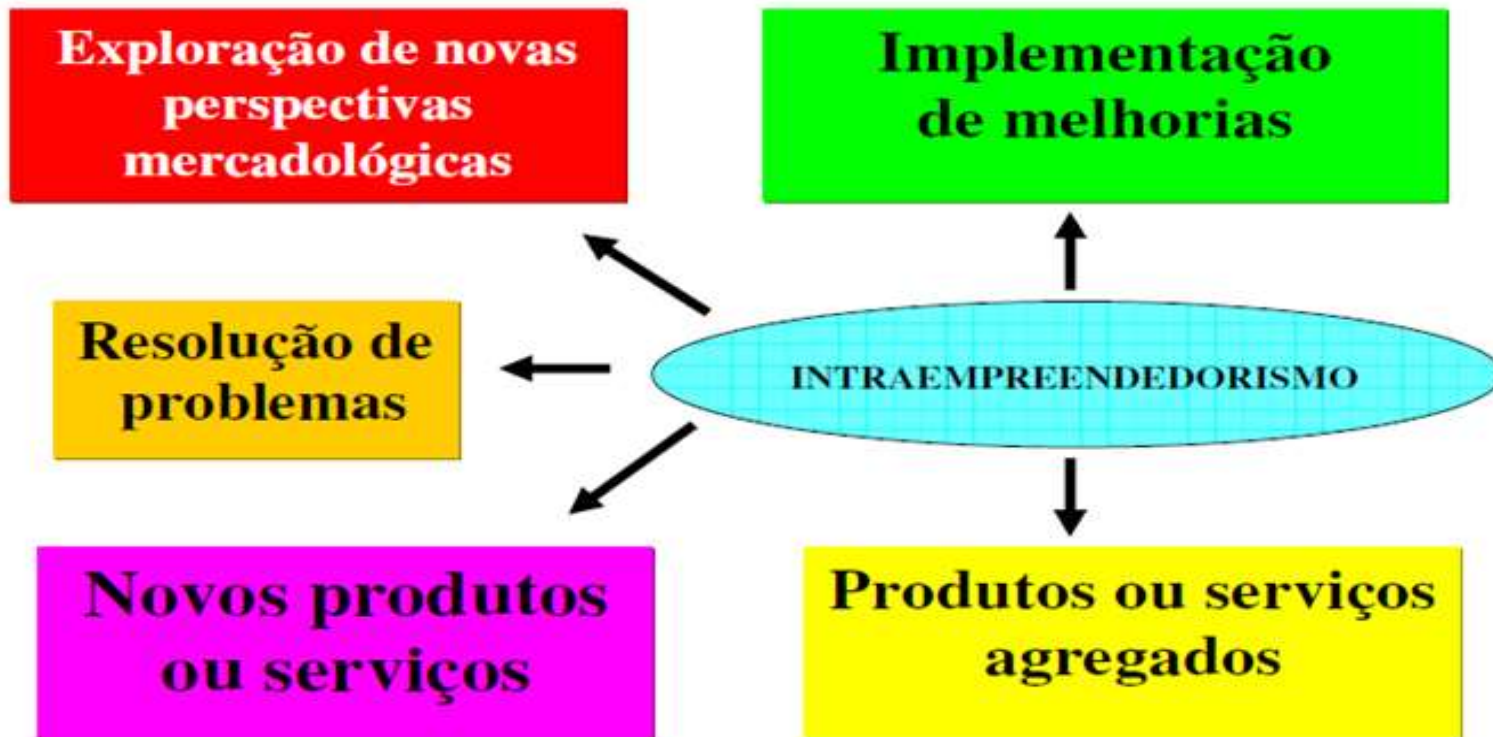 Exploração de novas
perspectivas
mercadológicas
Implementação
de melhorias
Resolução de
problemas
INTRAEMPREENDEDORISMO
Novos produtos
ou serviços
Produtos ou serviços
agregados